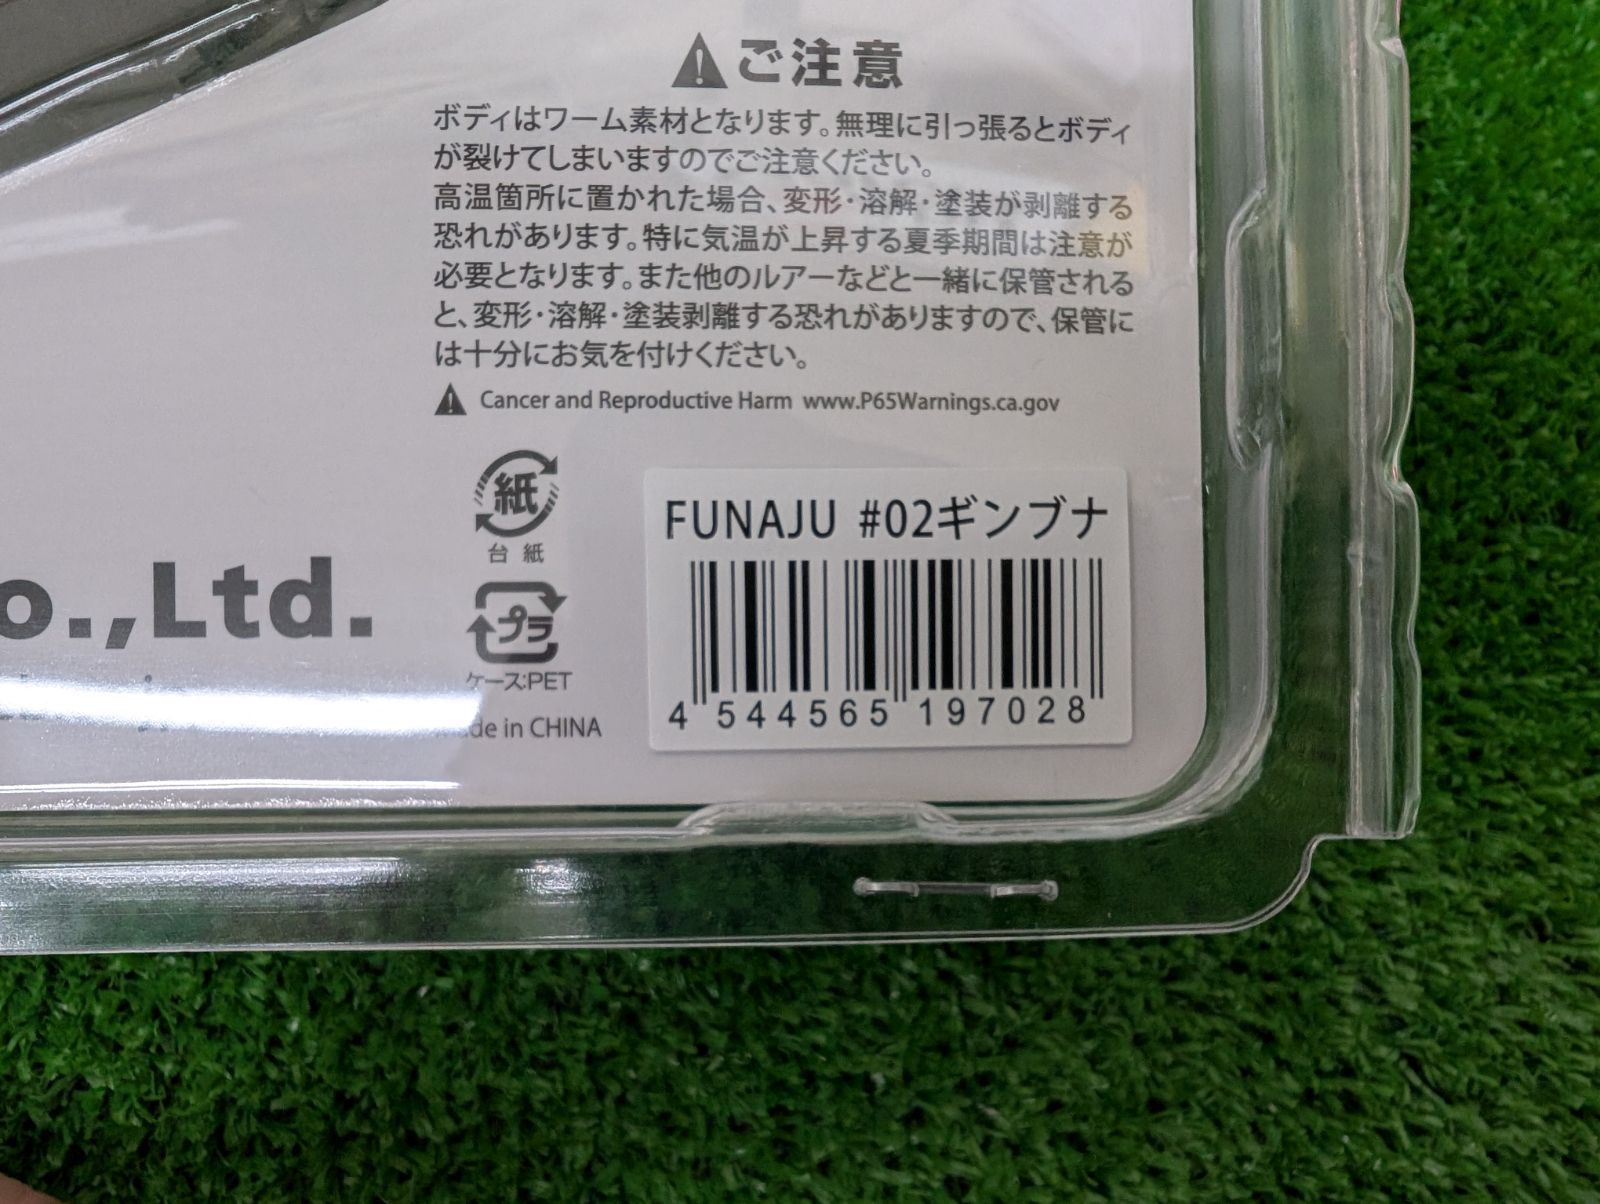 ご注意
ボディはワーム素材となります。無理に引っ張るとボディ
が裂けてしまいますのでご注意ください。
高温箇所に置かれた場合、変形・溶解・塗装が剥離する
恐れがあります。特に気温が上昇する夏季期間は注意が
必要となります。また他のルアーなどと一緒に保管される
と、変形・溶解・塗装剥離する恐れがありますので、保管に
は十分にお気を付けください。
Cancer and Reproductive Harm www.P65Warnings.ca.gov
紙
台紙
プラ
ケース:PET
Made in CHINA
o.,Ltd.
FUNAJU #02ギンブナ
4 544565 197028